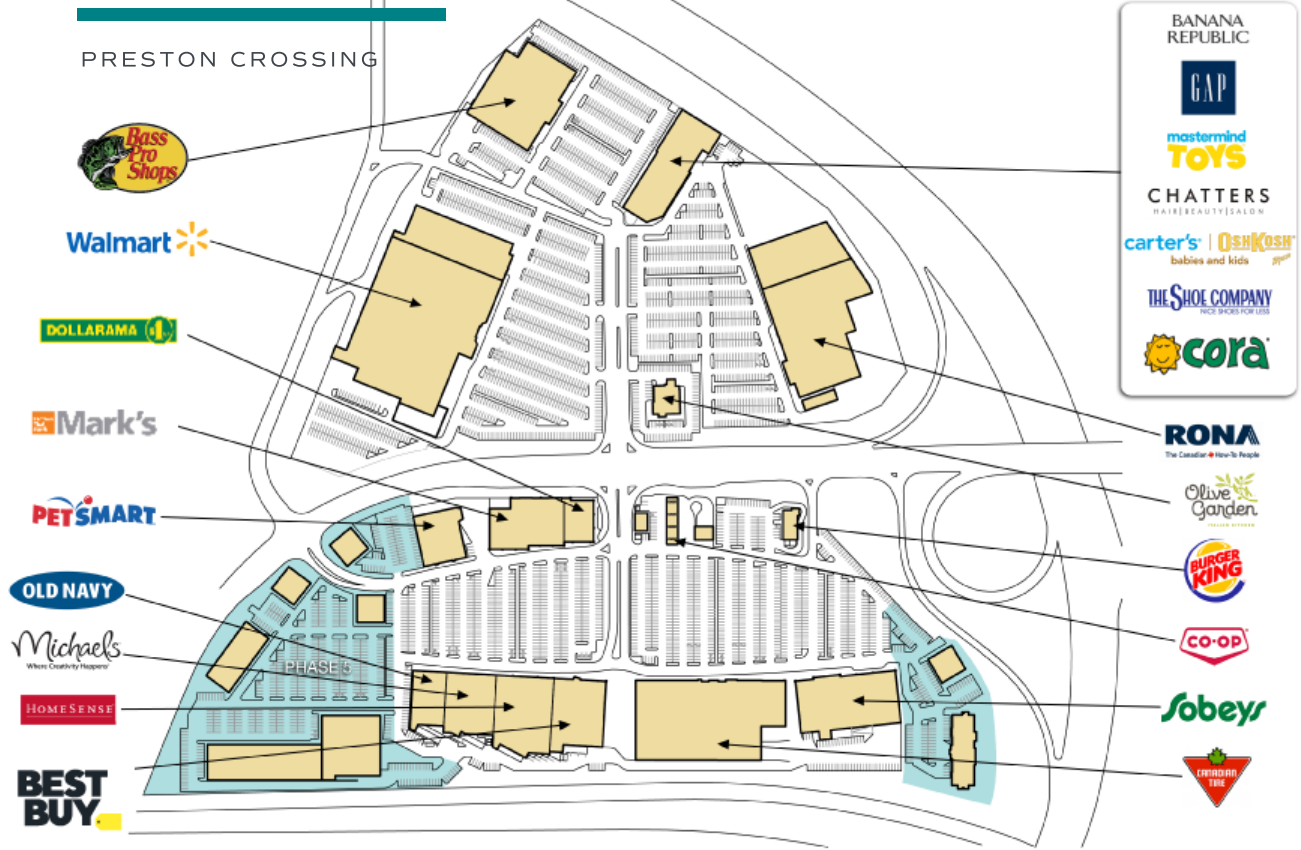 PRESTON CROSSING
Bass
Pro
Shops
Walmart
DOLLARAMA $1
Mark's
PETSMART
OLD NAVY
Michaels
Where Creativity Happens
HOMESENSE
BEST
BUY
PHASE 5
BANANA
REPUBLIC
GAP
mastermind
TOYS
CHATTERS
HAIR|BEAUTY|SALON
carter's | OSHKOSH
babies and kids
THE SHOE COMPANY
NICE SHOES FOR LESS
cora
RONA
The Canadian How-To People
Olive
Garden
ITALIAN KITCHEN
BURGER
KING
CO-OP
Sobeys
CANADIAN
TIRE